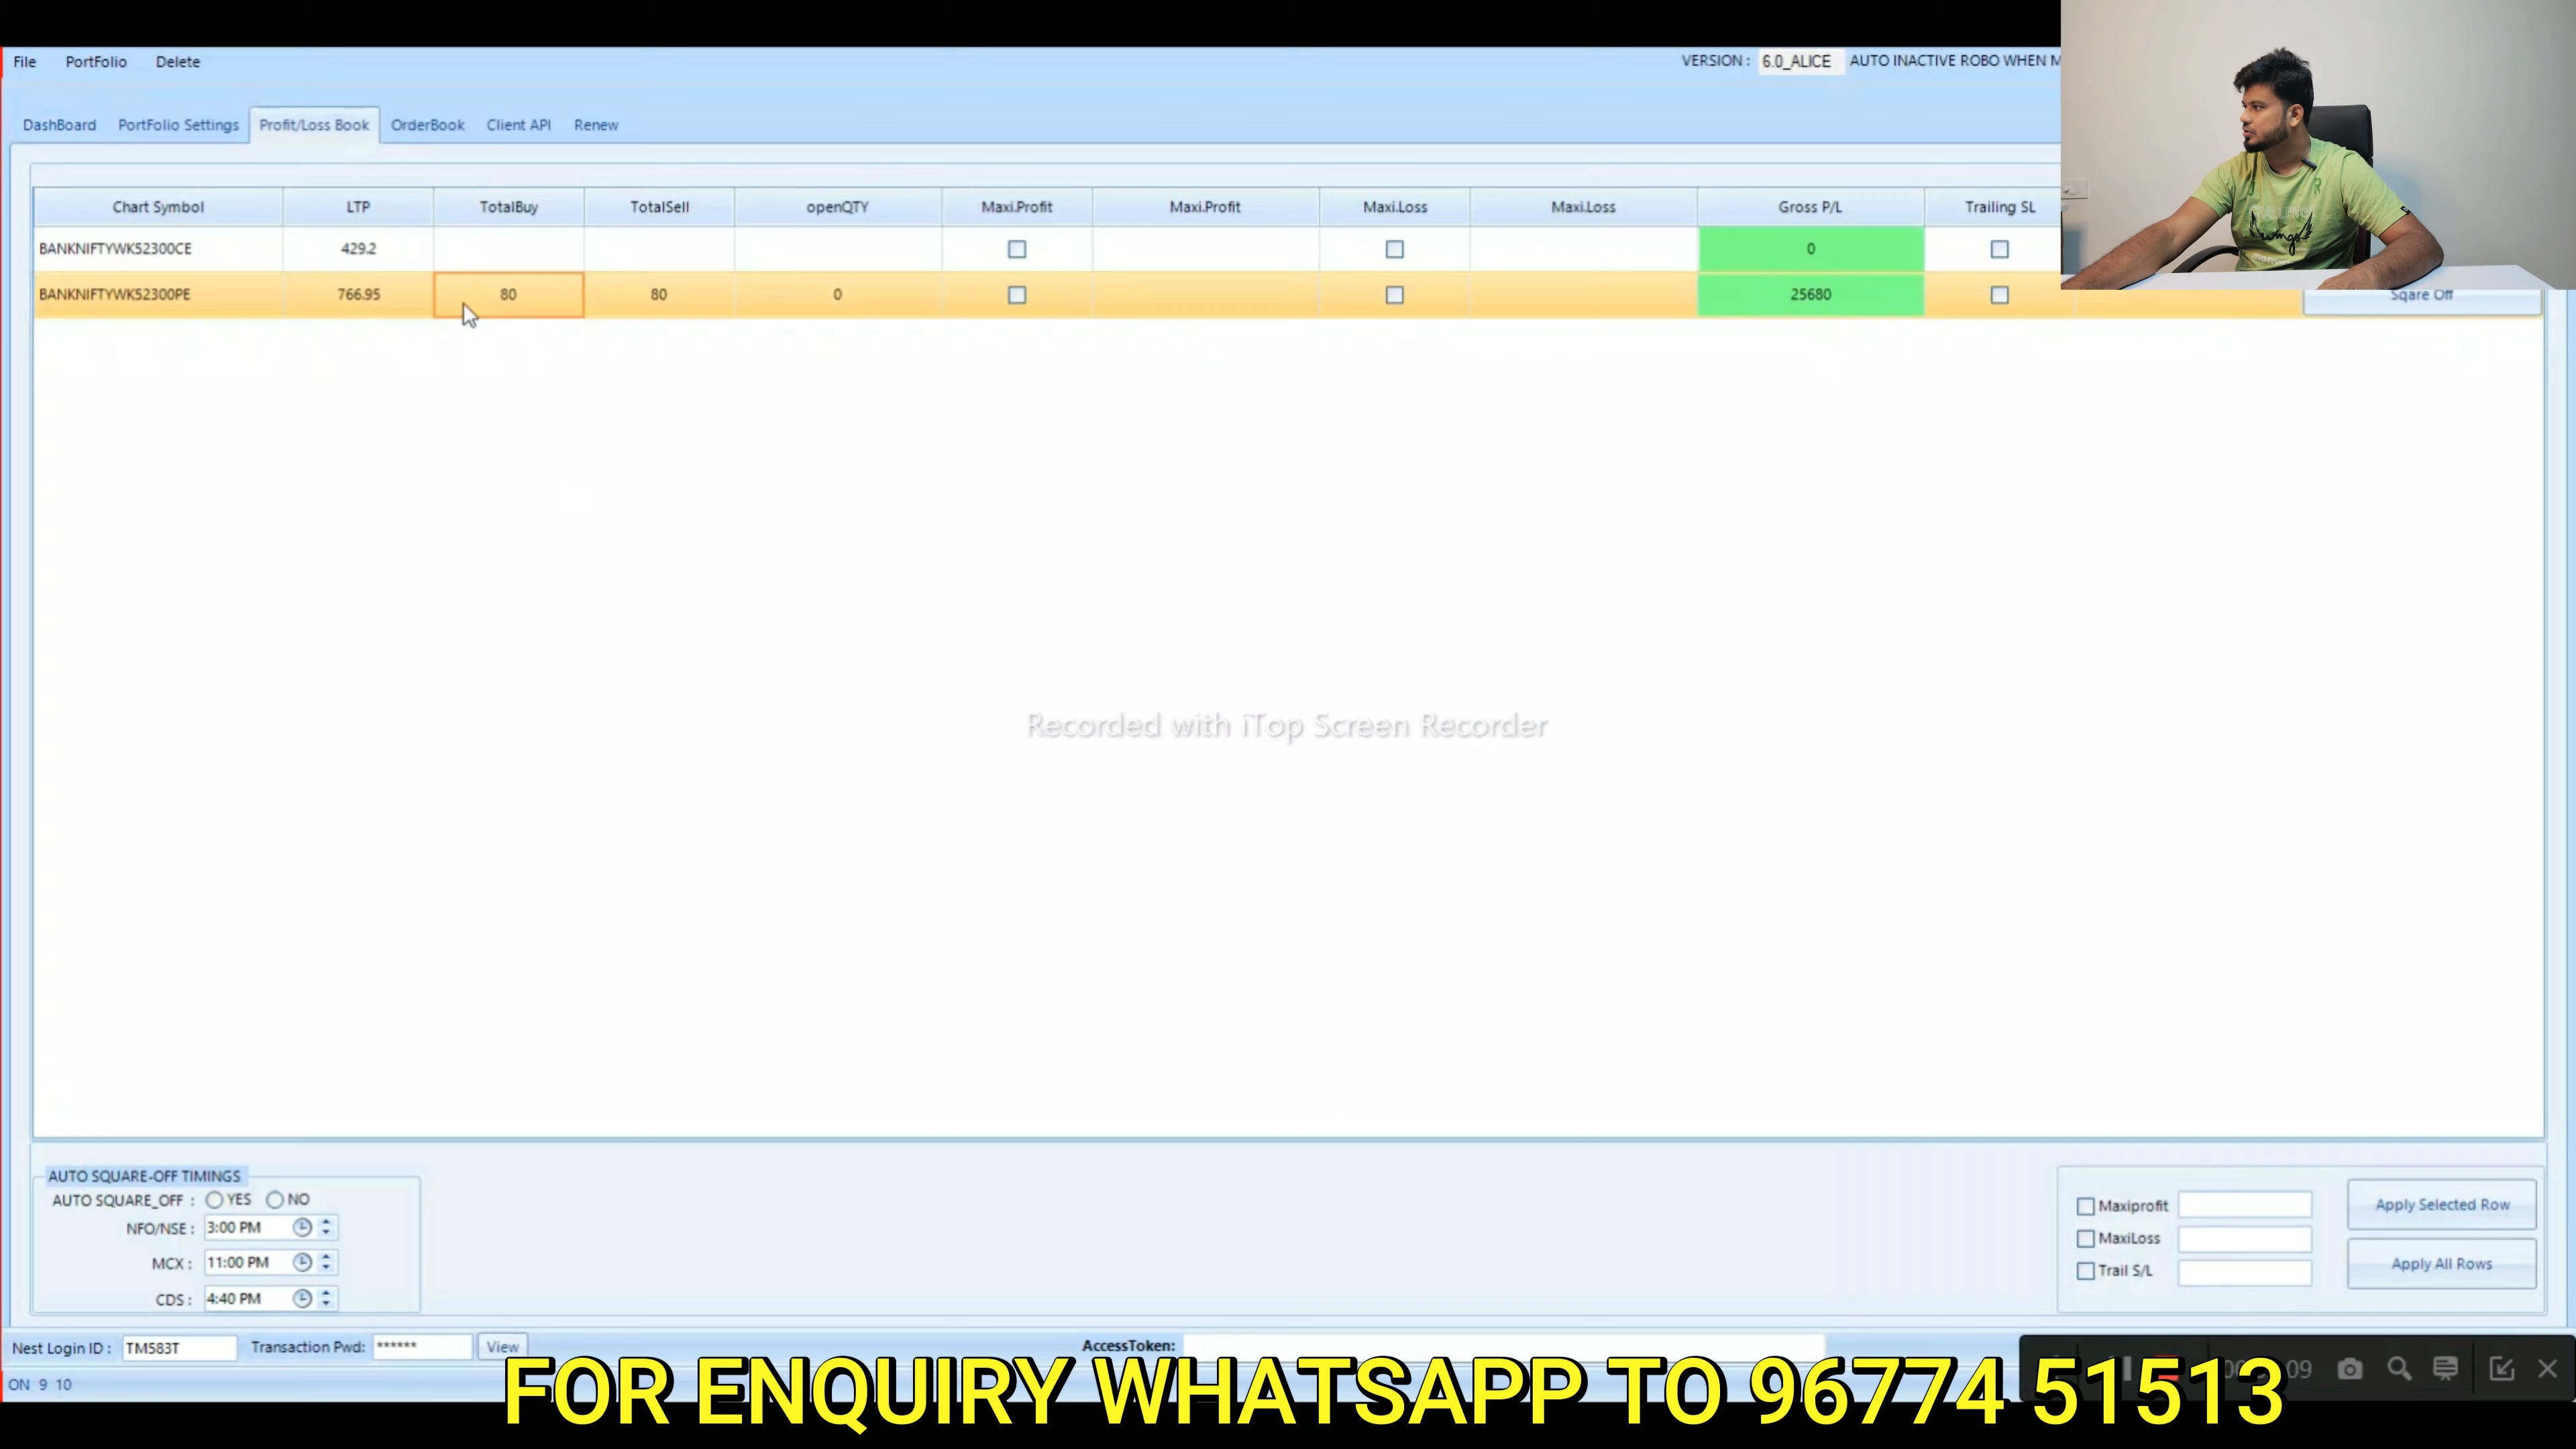 File PortFolio Delete VERSION : 6.0_ALICE AUTO INACTIVE ROBO WHEN M
DashBoard PortFolio Settings Profit/Loss Book OrderBook Client API Renew
Chart Symbol LTP TotalBuy TotalSell openQTY Maxi.Profit Maxi.Profit Maxi.Loss Maxi.Loss Gross P/L Trailing SL
BANKNIFTYWK52300CE 429.2 0
BANKNIFTYWK52300PE 766.95 80 80 0 25680 Sqare Off
Recorded with iTop Screen Recorder
AUTO SQUARE-OFF TIMINGS
AUTO SQUARE_OFF : YES NO
NFO/NSE : 3:00 PM
MCX : 11:00 PM
CDS : 4:40 PM
Maxiprofit Apply Selected Row
MaxiLoss
Trail S/L Apply All Rows
Nest Login ID : TM583T Transaction Pwd: ****** View AccessToken:
ON 9 10
FOR ENQUIRY WHATSAPP TO 96774 51513
09